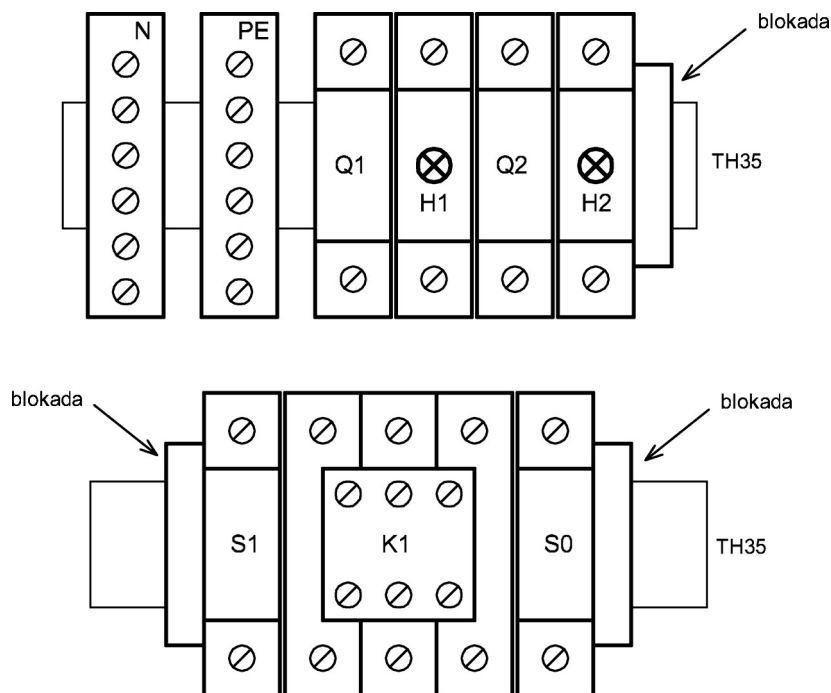 blokada
N
PE
Q1
H1
Q2
H2
TH35
blokada
blokada
S1
K1
S0
TH35